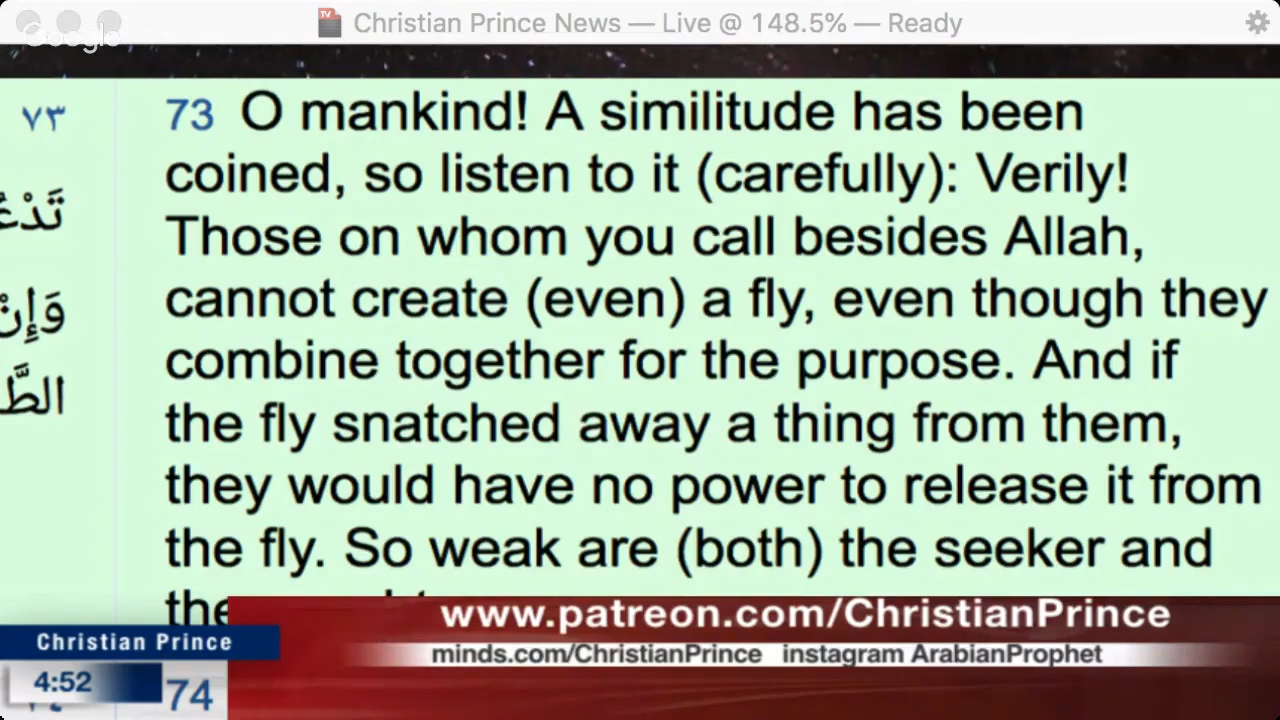 TV Christian Prince News — Live @ 148.5% — Ready
Google
٧٣
73 O mankind! A similitude has been
coined, so listen to it (carefully): Verily!
Those on whom you call besides Allah,
cannot create (even) a fly, even though they
combine together for the purpose. And if
the fly snatched away a thing from them,
they would have no power to release it from
the fly. So weak are (both) the seeker and
the
وَإِنْ
www.patreon.com/ChristianPrince
Christian Prince
minds.com/ChristianPrince instagram ArabianProphet
4:52
74